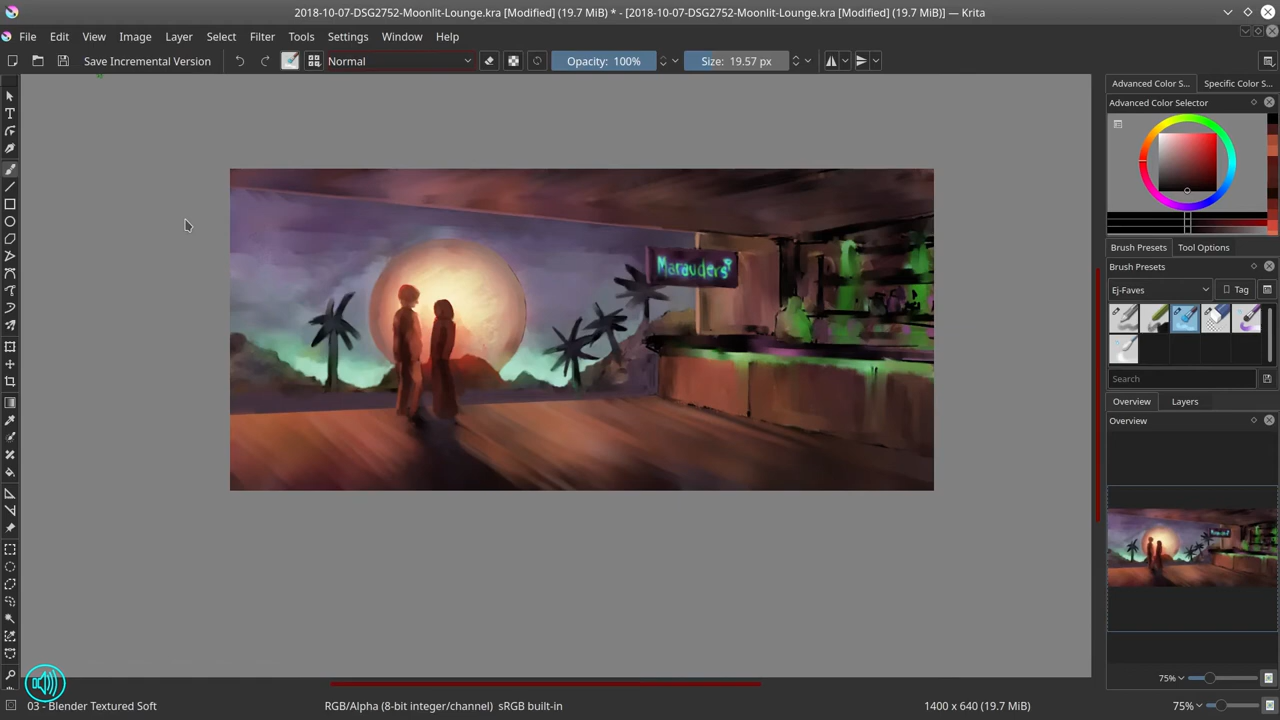 2018-10-07-DSG2752-Moonlit-Lounge.kra [Modified] (19.7 MiB) * - [2018-10-07-DSG2752-Moonlit-Lounge.kra [Modified] (19.7 MiB)] — Krita
File Edit View Image Layer Select Filter Tools Settings Window Help
Save Incremental Version Normal Opacity: 100% Size: 19.57 px
Advanced Color S... Specific Color S...
Advanced Color Selector
Brush Presets Tool Options
Brush Presets
Ej-Faves Tag
Marauders
Search
Overview Layers
Overview
75%
03 - Blender Textured Soft RGB/Alpha (8-bit integer/channel) sRGB built-in 1400 x 640 (19.7 MiB) 75%